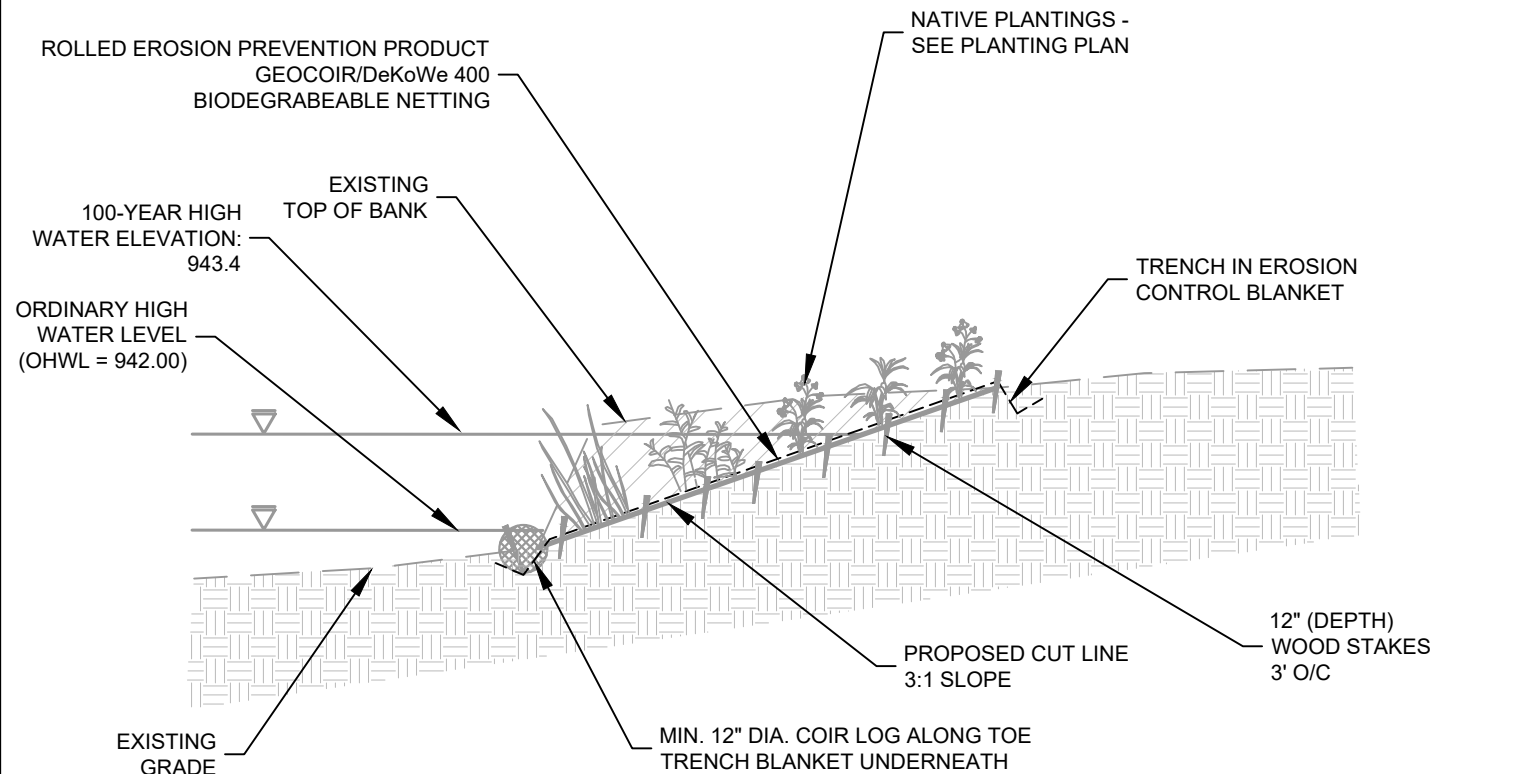 NATIVE PLANTINGS -
SEE PLANTING PLAN
ROLLED EROSION PREVENTION PRODUCT
GEOCOIR/DeKoWe 400
BIODEGRABEABLE NETTING
EXISTING
TOP OF BANK
100-YEAR HIGH
WATER ELEVATION:
943.4
TRENCH IN EROSION
CONTROL BLANKET
ORDINARY HIGH
WATER LEVEL
(OHWL = 942.00)
12" (DEPTH)
WOOD STAKES
3' O/C
PROPOSED CUT LINE
3:1 SLOPE
MIN. 12" DIA. COIR LOG ALONG TOE
TRENCH BLANKET UNDERNEATH
EXISTING
GRADE